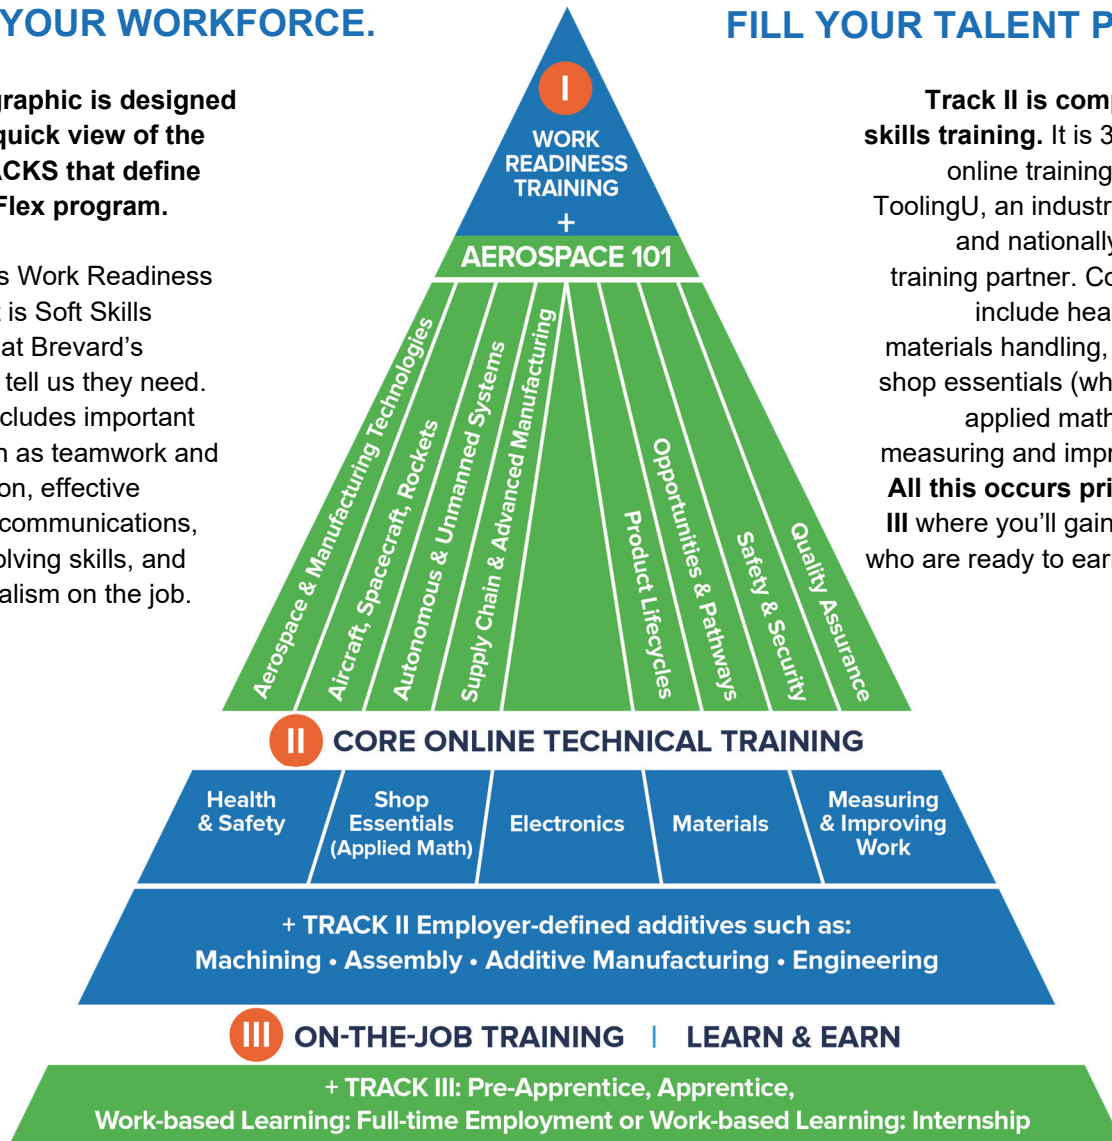 YOUR WORKFORCE.
graphic is designed
quick view of the
ACKS that define
Flex program.
s Work Readiness
t is Soft Skills
at Brevard's
tell us they need.
cludes important
h as teamwork and
on, effective
communications,
olving skills, and
alism on the job.
FILL YOUR TALENT P
Track II is comp
skills training. It is 3
online training
ToolingU, an industr
and nationally
training partner. Co
include hea
materials handling,
shop essentials (wh
applied math
measuring and impr
All this occurs pri
III where you'll gain
who are ready to earn
I
WORK
READINESS
TRAINING
+
AEROSPACE 101
Aerospace & Manufacturing Technologies
Aircraft, Spacecraft, Rockets
Autonomous & Unmanned Systems
Supply Chain & Advanced Manufacturing
Product Lifecycles
Opportunities & Pathways
Safety & Security
Quality Assurance
II CORE ONLINE TECHNICAL TRAINING
Health
& Safety
Shop
Essentials
(Applied Math)
Electronics
Materials
Measuring
& Improving
Work
+ TRACK II Employer-defined additives such as:
Machining • Assembly • Additive Manufacturing • Engineering
III ON-THE-JOB TRAINING | LEARN & EARN
+ TRACK III: Pre-Apprentice, Apprentice,
Work-based Learning: Full-time Employment or Work-based Learning: Internship